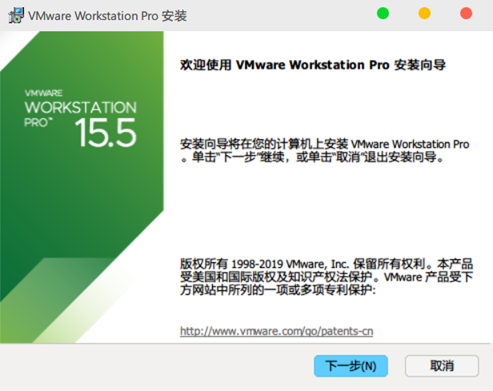 VMware Workstation Pro 安装
VMWARE
WORKSTATION
PRO™
15.5
欢迎使用 VMware Workstation Pro 安装向导
安装向导将在您的计算机上安装 VMware Workstation Pro
。单击“下一步”继续，或单击“取消”退出安装向导。
版权所有 1998-2019 VMware, Inc. 保留所有权利。本产品
受美国和国际版权及知识产权法保护。VMware 产品受下
方网站中所列的一项或多项专利保护:
http://www.vmware.com/go/patents-cn
下一步(N)
取消